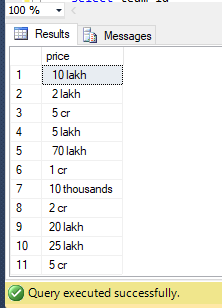 100 %
Results Messages
price
1 10 lakh
2 2 lakh
3 5 cr
4 5 lakh
5 70 lakh
6 1 cr
7 10 thousands
8 2 cr
9 20 lakh
10 25 lakh
11 5 cr
Query executed successfully.